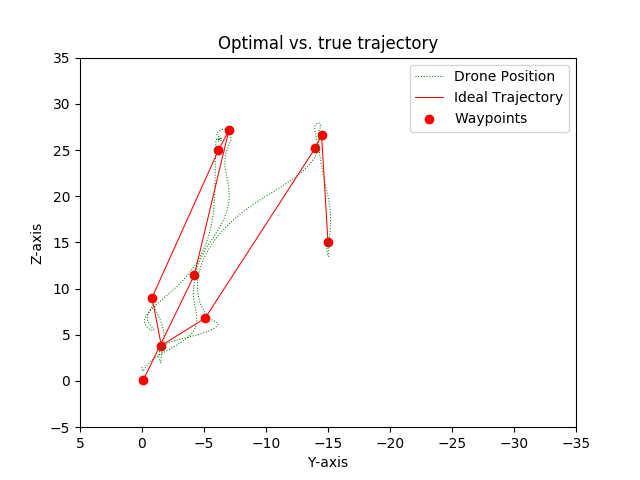 Optimal vs. true trajectory
Drone Position
Ideal Trajectory
Waypoints
35
30
25
20
15
10
5
0
−5
Z-axis
5 0 −5 −10 −15 −20 −25 −30 −35
Y-axis